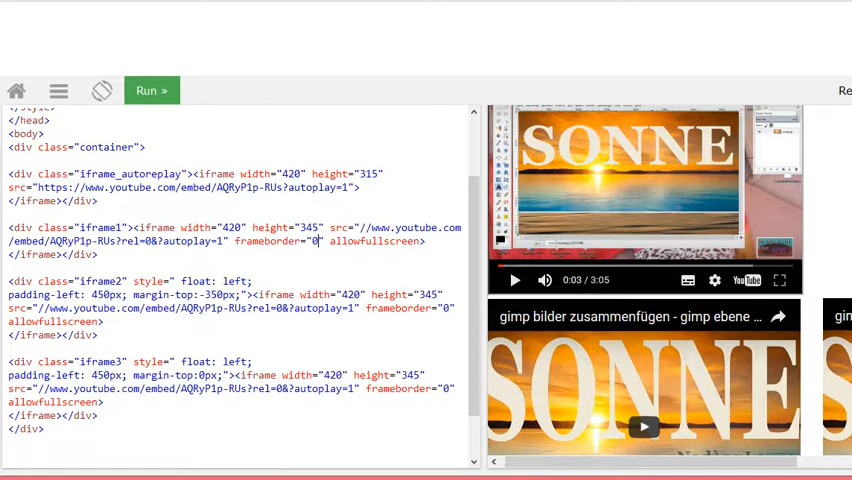 Run »
Re
</style>
</head>
<body>
<div class="container">
<div class="iframe_autoreplay"><iframe width="420" height="315"
src="https://www.youtube.com/embed/AQRyP1p-RUs?autoplay=1">
</iframe></div>
<div class="iframe1"><iframe width="420" height="345" src="//www.youtube.com
/embed/AQRyP1p-RUs?rel=0&?autoplay=1" frameborder="0" allowfullscreen>
</iframe></div>
<div class="iframe2" style=" float: left;
padding-left: 450px; margin-top:-350px;"><iframe width="420" height="345"
src="//www.youtube.com/embed/AQRyP1p-RUs?rel=0&?autoplay=1" frameborder="0"
allowfullscreen>
</iframe></div>
<div class="iframe3" style=" float: left;
padding-left: 450px; margin-top:0px;"><iframe width="420" height="345"
src="//www.youtube.com/embed/AQRyP1p-RUs?rel=0&?autoplay=1" frameborder="0"
allowfullscreen>
</iframe></div>
</div>
SONNE
0:03 / 3:05
YouTube
gimp bilder zusammenfügen - gimp ebene ...
gin
SONNE